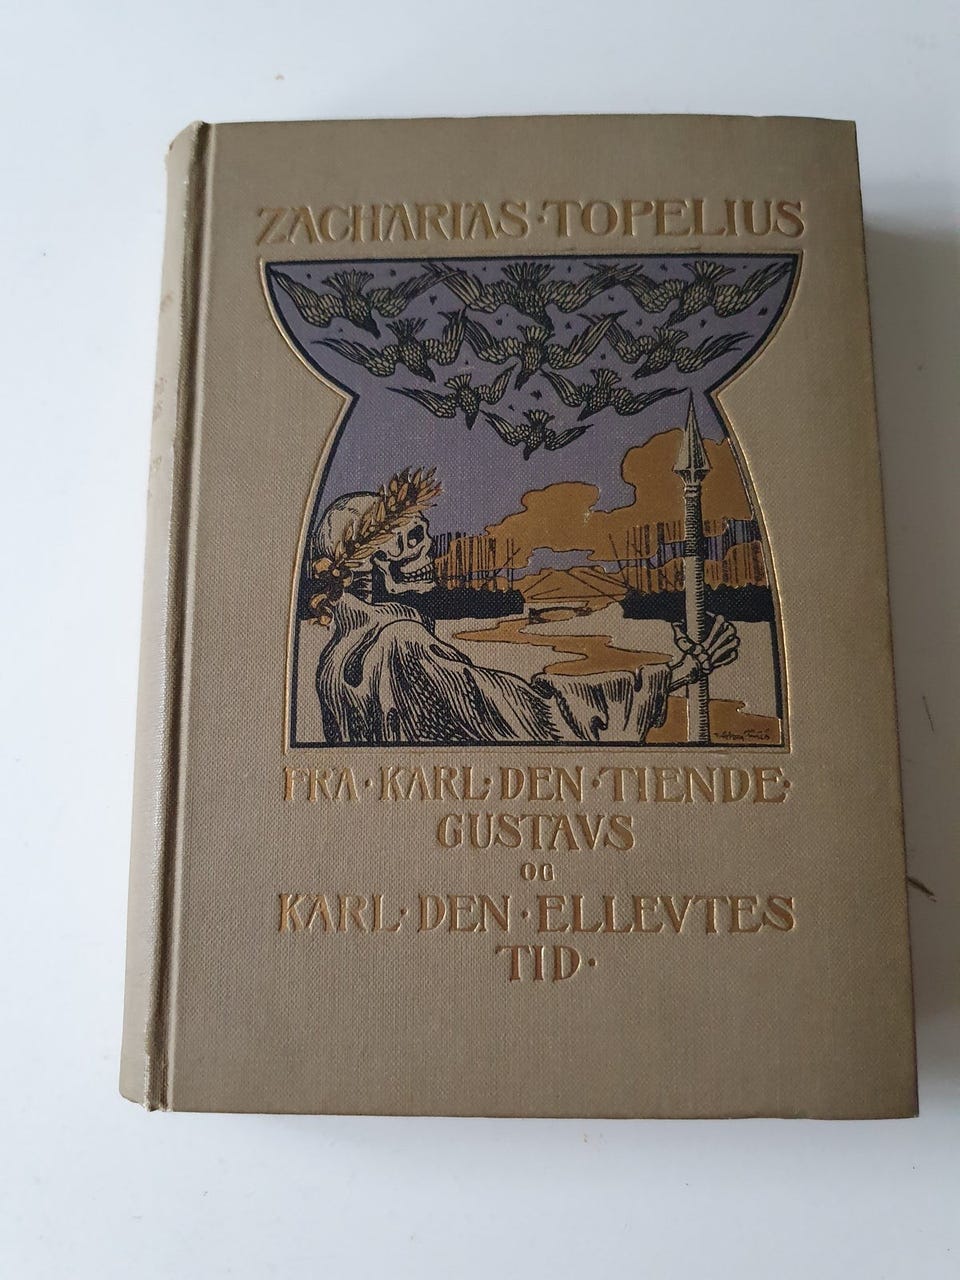 ZACHARIAS·TOPELIUS
FRA·KARL·DEN·TIENDE·
GUSTAVS
OG
KARL·DEN·ELLEVTES
TID·